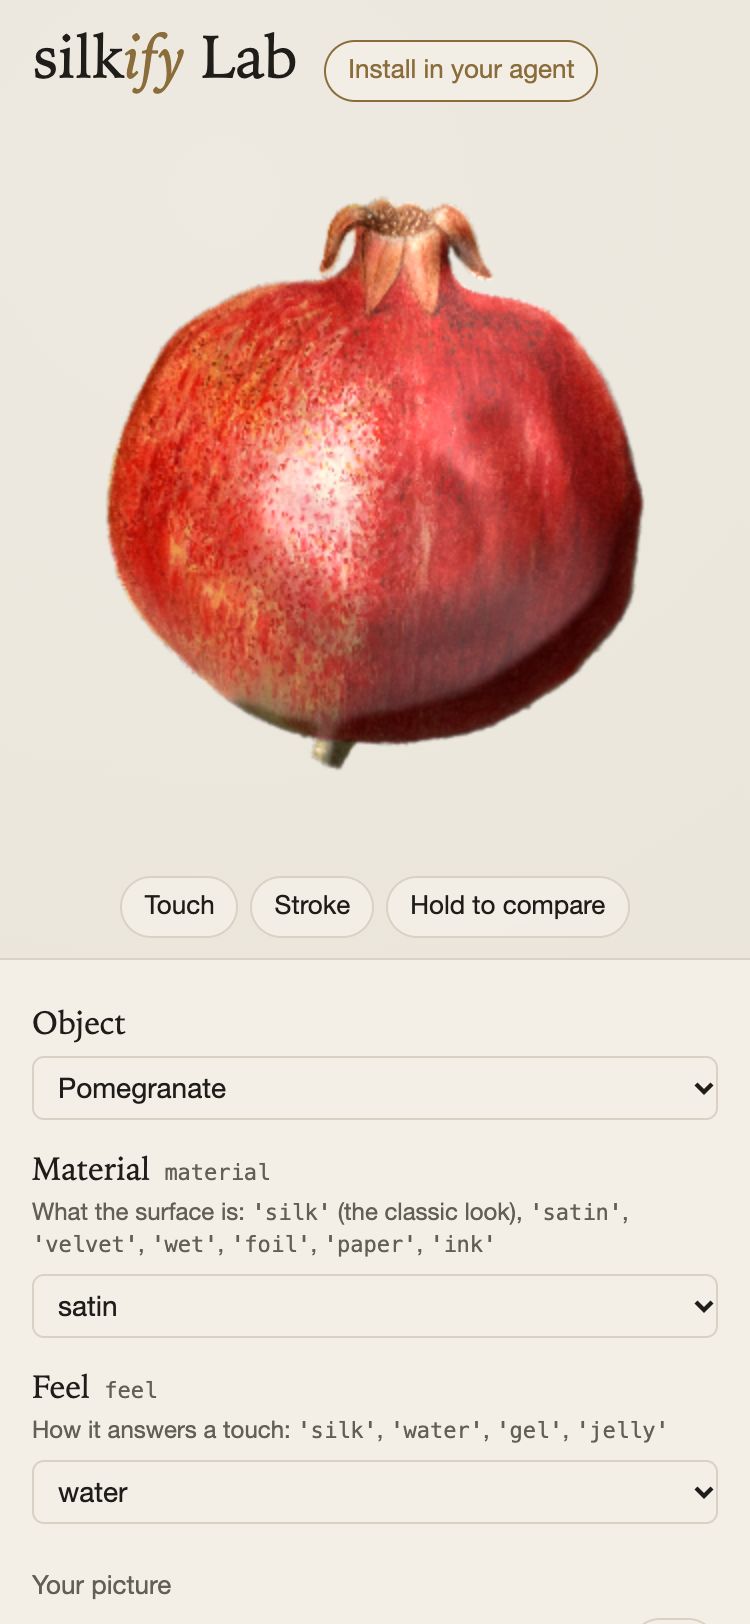 silkify Lab
Install in your agent
Touch
Stroke
Hold to compare
Object
Pomegranate
Material material
What the surface is: 'silk' (the classic look), 'satin',
'velvet', 'wet', 'foil', 'paper', 'ink'
satin
Feel feel
How it answers a touch: 'silk', 'water', 'gel', 'jelly'
water
Your picture